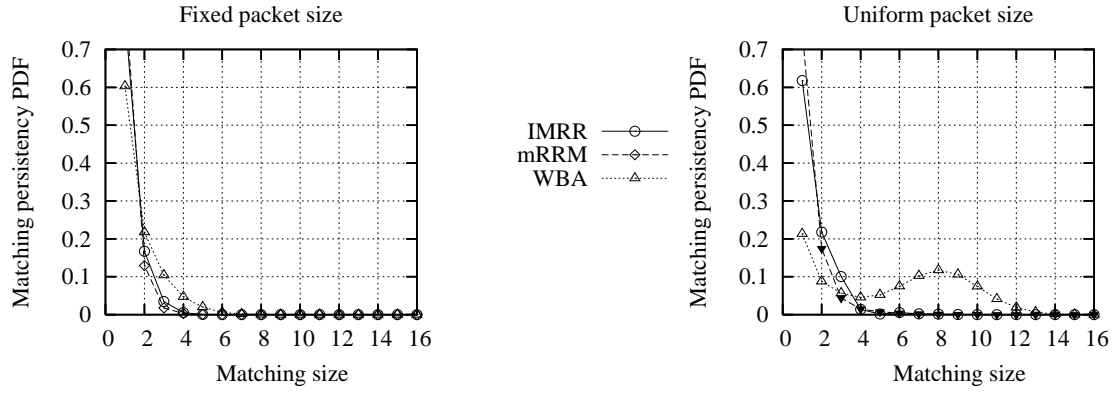 Fixed packet size
Matching persistency PDF
0.7
0.6
0.5
0.4
0.3
0.2
0.1
0
0 2 4 6 8 10 12 14 16
Matching size
IMRR
mRRM
WBA
Uniform packet size
Matching persistency PDF
0.7
0.6
0.5
0.4
0.3
0.2
0.1
0
0 2 4 6 8 10 12 14 16
Matching size